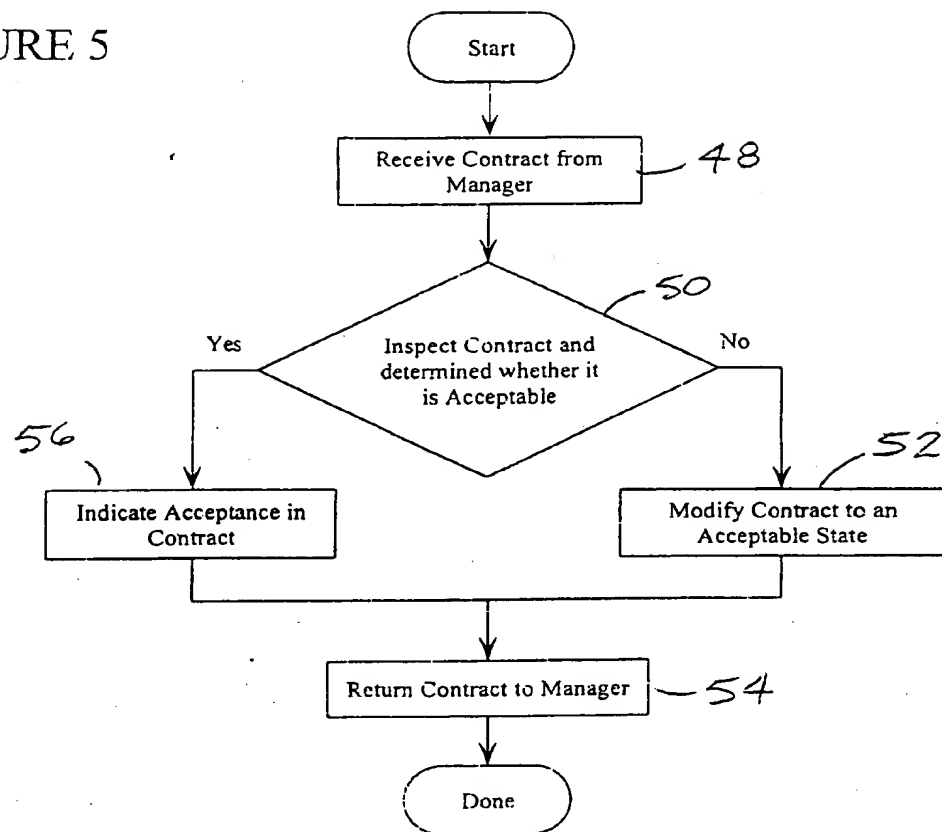 URE 5
Start
Receive Contract from
Manager
48
50
Inspect Contract and
determined whether it
is Acceptable
Yes
No
56
52
Indicate Acceptance in
Contract
Modify Contract to an
Acceptable State
Return Contract to Manager
54
Done